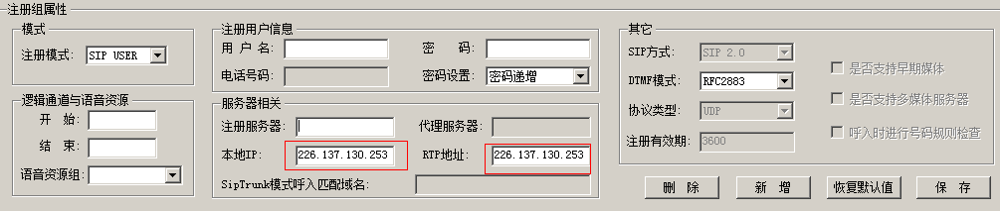 注册组属性
模式
注册模式: SIP USER
逻辑通道与语音资源
开 始:
结 束:
语音资源组:
注册用户信息
用 户 名: 密 码:
电话号码: 密码设置: 密码递增
服务器相关
注册服务器: 代理服务器:
本地IP: 226.137.130.253 RTP地址: 226.137.130.253
SipTrunk模式呼入匹配域名:
其它
SIP方式: SIP 2.0
DTMF模式: RFC2883
协议类型: UDP
注册有效期: 3600
是否支持早期媒体
是否支持多媒体服务器
呼入时进行号码规则检查
删 除 新 增 恢复默认值 保 存